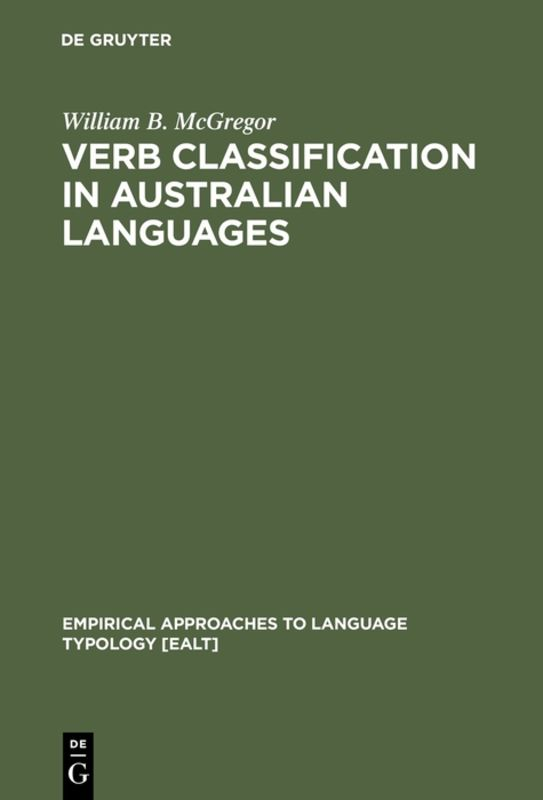 DE GRUYTER
William B. McGregor
VERB CLASSIFICATION
IN AUSTRALIAN
LANGUAGES
EMPIRICAL APPROACHES TO LANGUAGE
TYPOLOGY [EALT]
DE
G